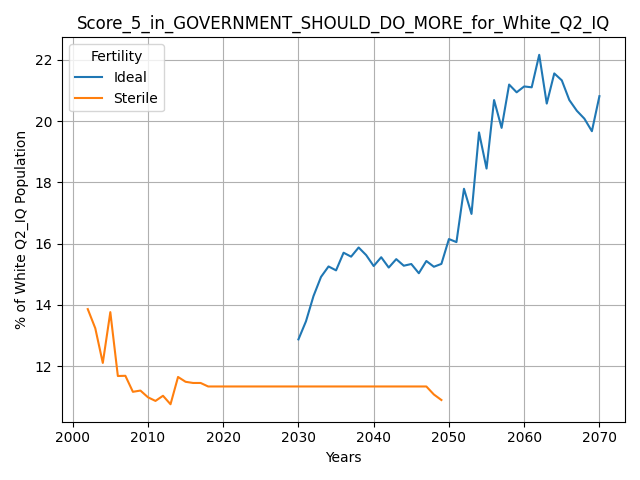 Score_5_in_GOVERNMENT_SHOULD_DO_MORE_for_White_Q2_IQ
Fertility
Ideal
Sterile
% of White Q2_IQ Population
22
20
18
16
14
12
2000 2010 2020 2030 2040 2050 2060 2070
Years